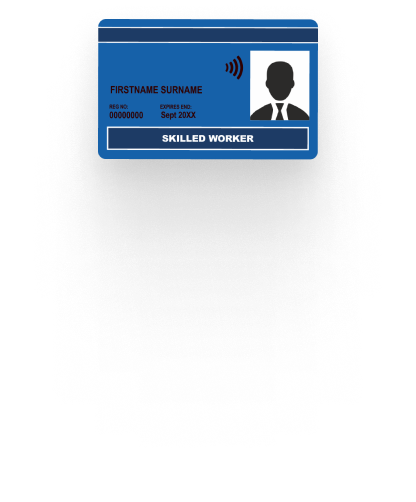 FIRSTNAME SURNAME
REG NO: EXPIRES END:
00000000 Sept 20XX
SKILLED WORKER